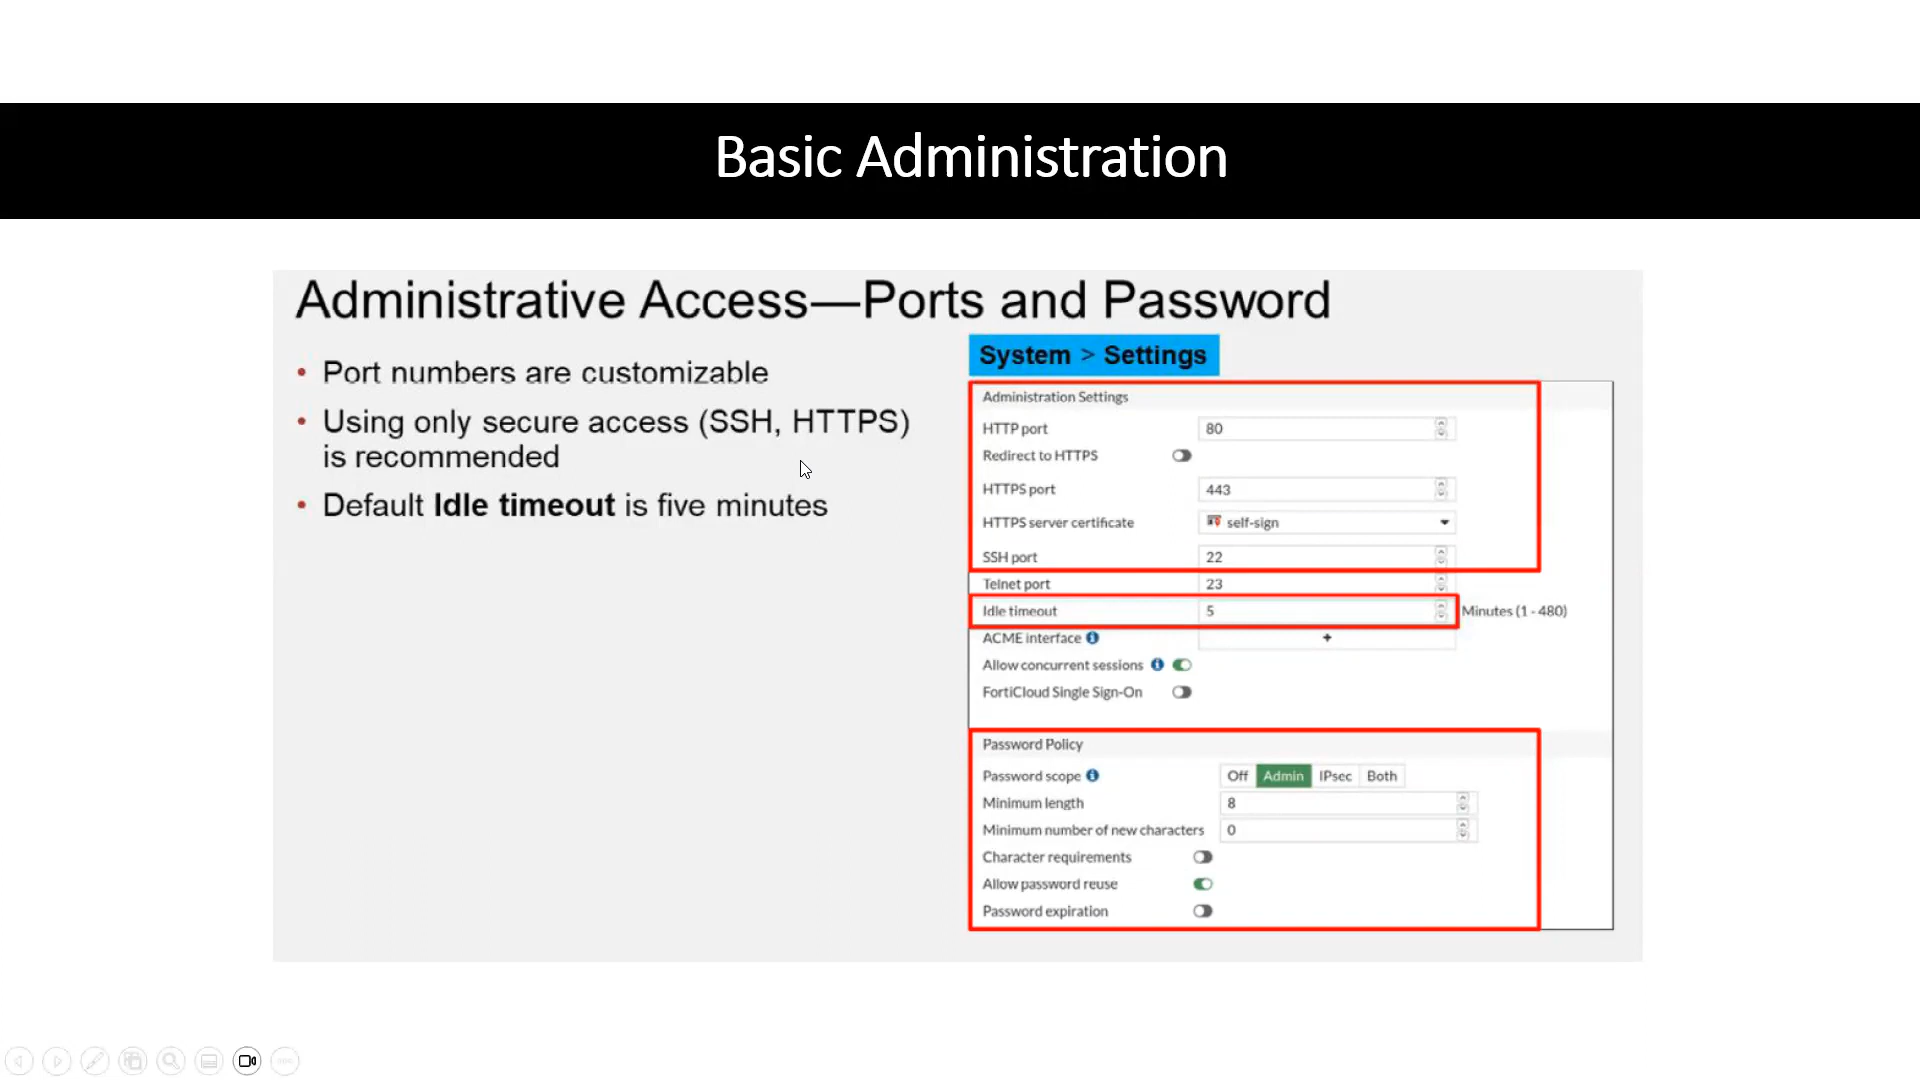 Basic Administration
Administrative Access—Ports and Password
• Port numbers are customizable
• Using only secure access (SSH, HTTPS)
is recommended
• Default Idle timeout is five minutes
System > Settings
Administration Settings
HTTP port 80
Redirect to HTTPS
HTTPS port 443
HTTPS server certificate self-sign
SSH port 22
Telnet port 23
Idle timeout 5 Minutes (1 - 480)
ACME interface +
Allow concurrent sessions
FortiCloud Single Sign-On
Password Policy
Password scope Off Admin IPsec Both
Minimum length 8
Minimum number of new characters 0
Character requirements
Allow password reuse
Password expiration